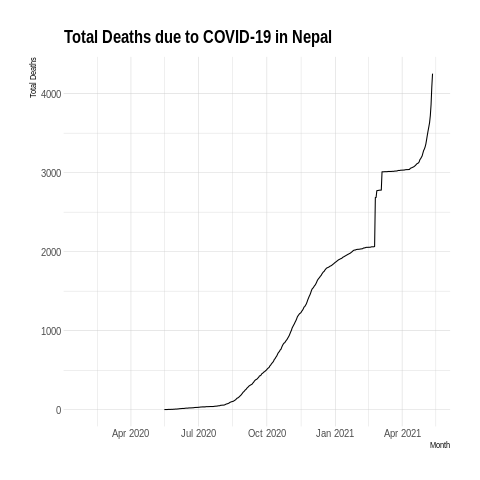 Total Deaths due to COVID-19 in Nepal
Total Deaths
4000
3000
2000
1000
0
Apr 2020 Jul 2020 Oct 2020 Jan 2021 Apr 2021
Month